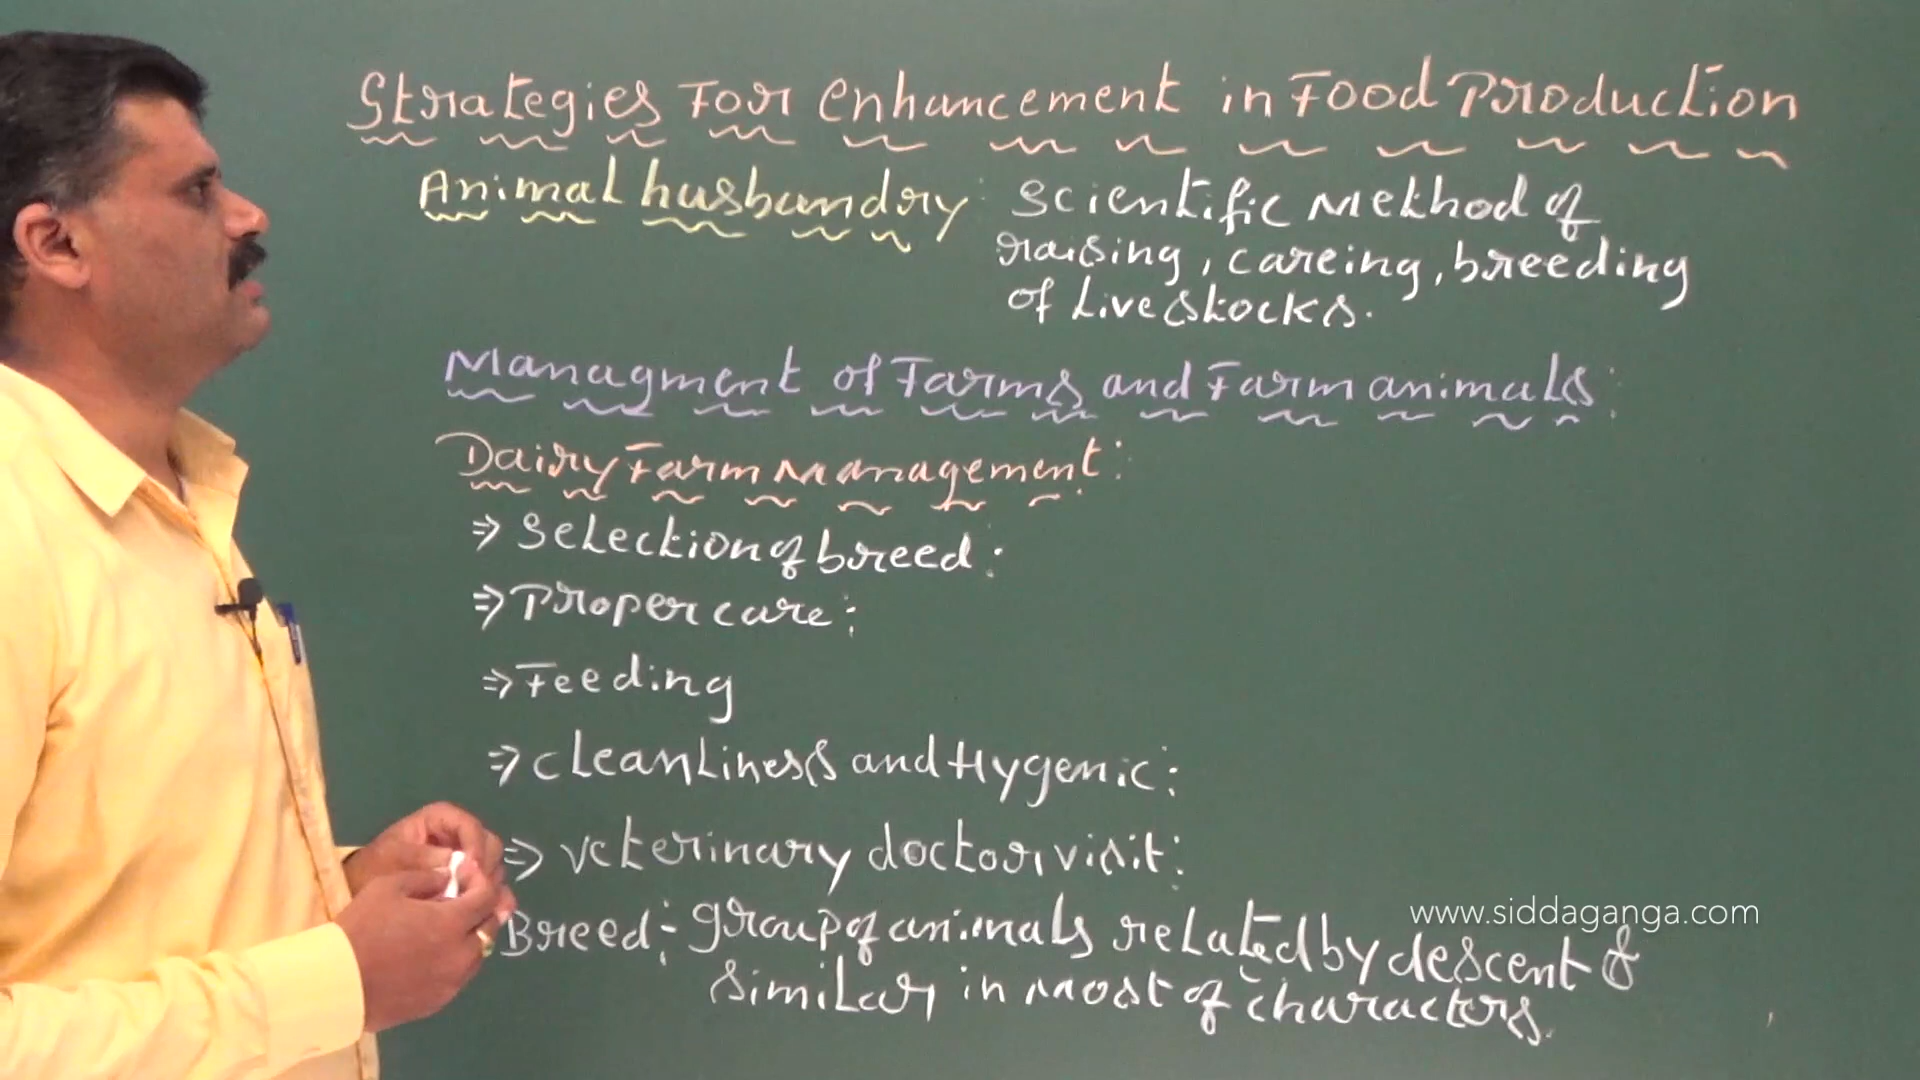 Strategies For enhancement in Food Production
Animal husbandry: Scientific Method of
raising, careing, breeding
of Livestocks.
Managment of Farms and Farm animals:
Dairy Farm Management:
⇒ Selection of breed:
⇒ Proper care:
⇒ Feeding
⇒ cleanliness and Hygenic:
⇒ veterinary doctor visit:
Breed:- group of animals related by descent &
similar in most of characters.
www.siddaganga.com